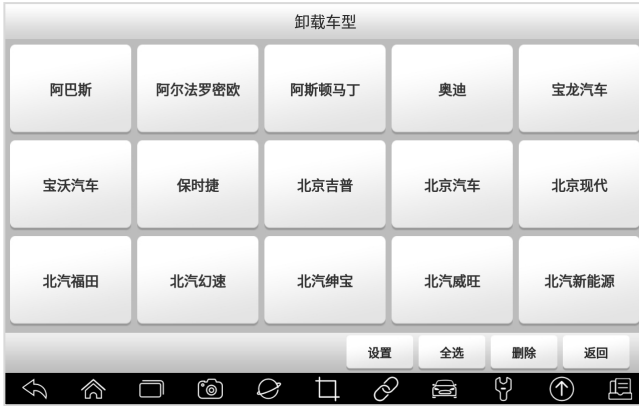 卸载车型
阿巴斯 阿尔法罗密欧 阿斯顿马丁 奥迪 宝龙汽车
宝沃汽车 保时捷 北京吉普 北京汽车 北京现代
北汽福田 北汽幻速 北汽绅宝 北汽威旺 北汽新能源
设置 全选 删除 返回